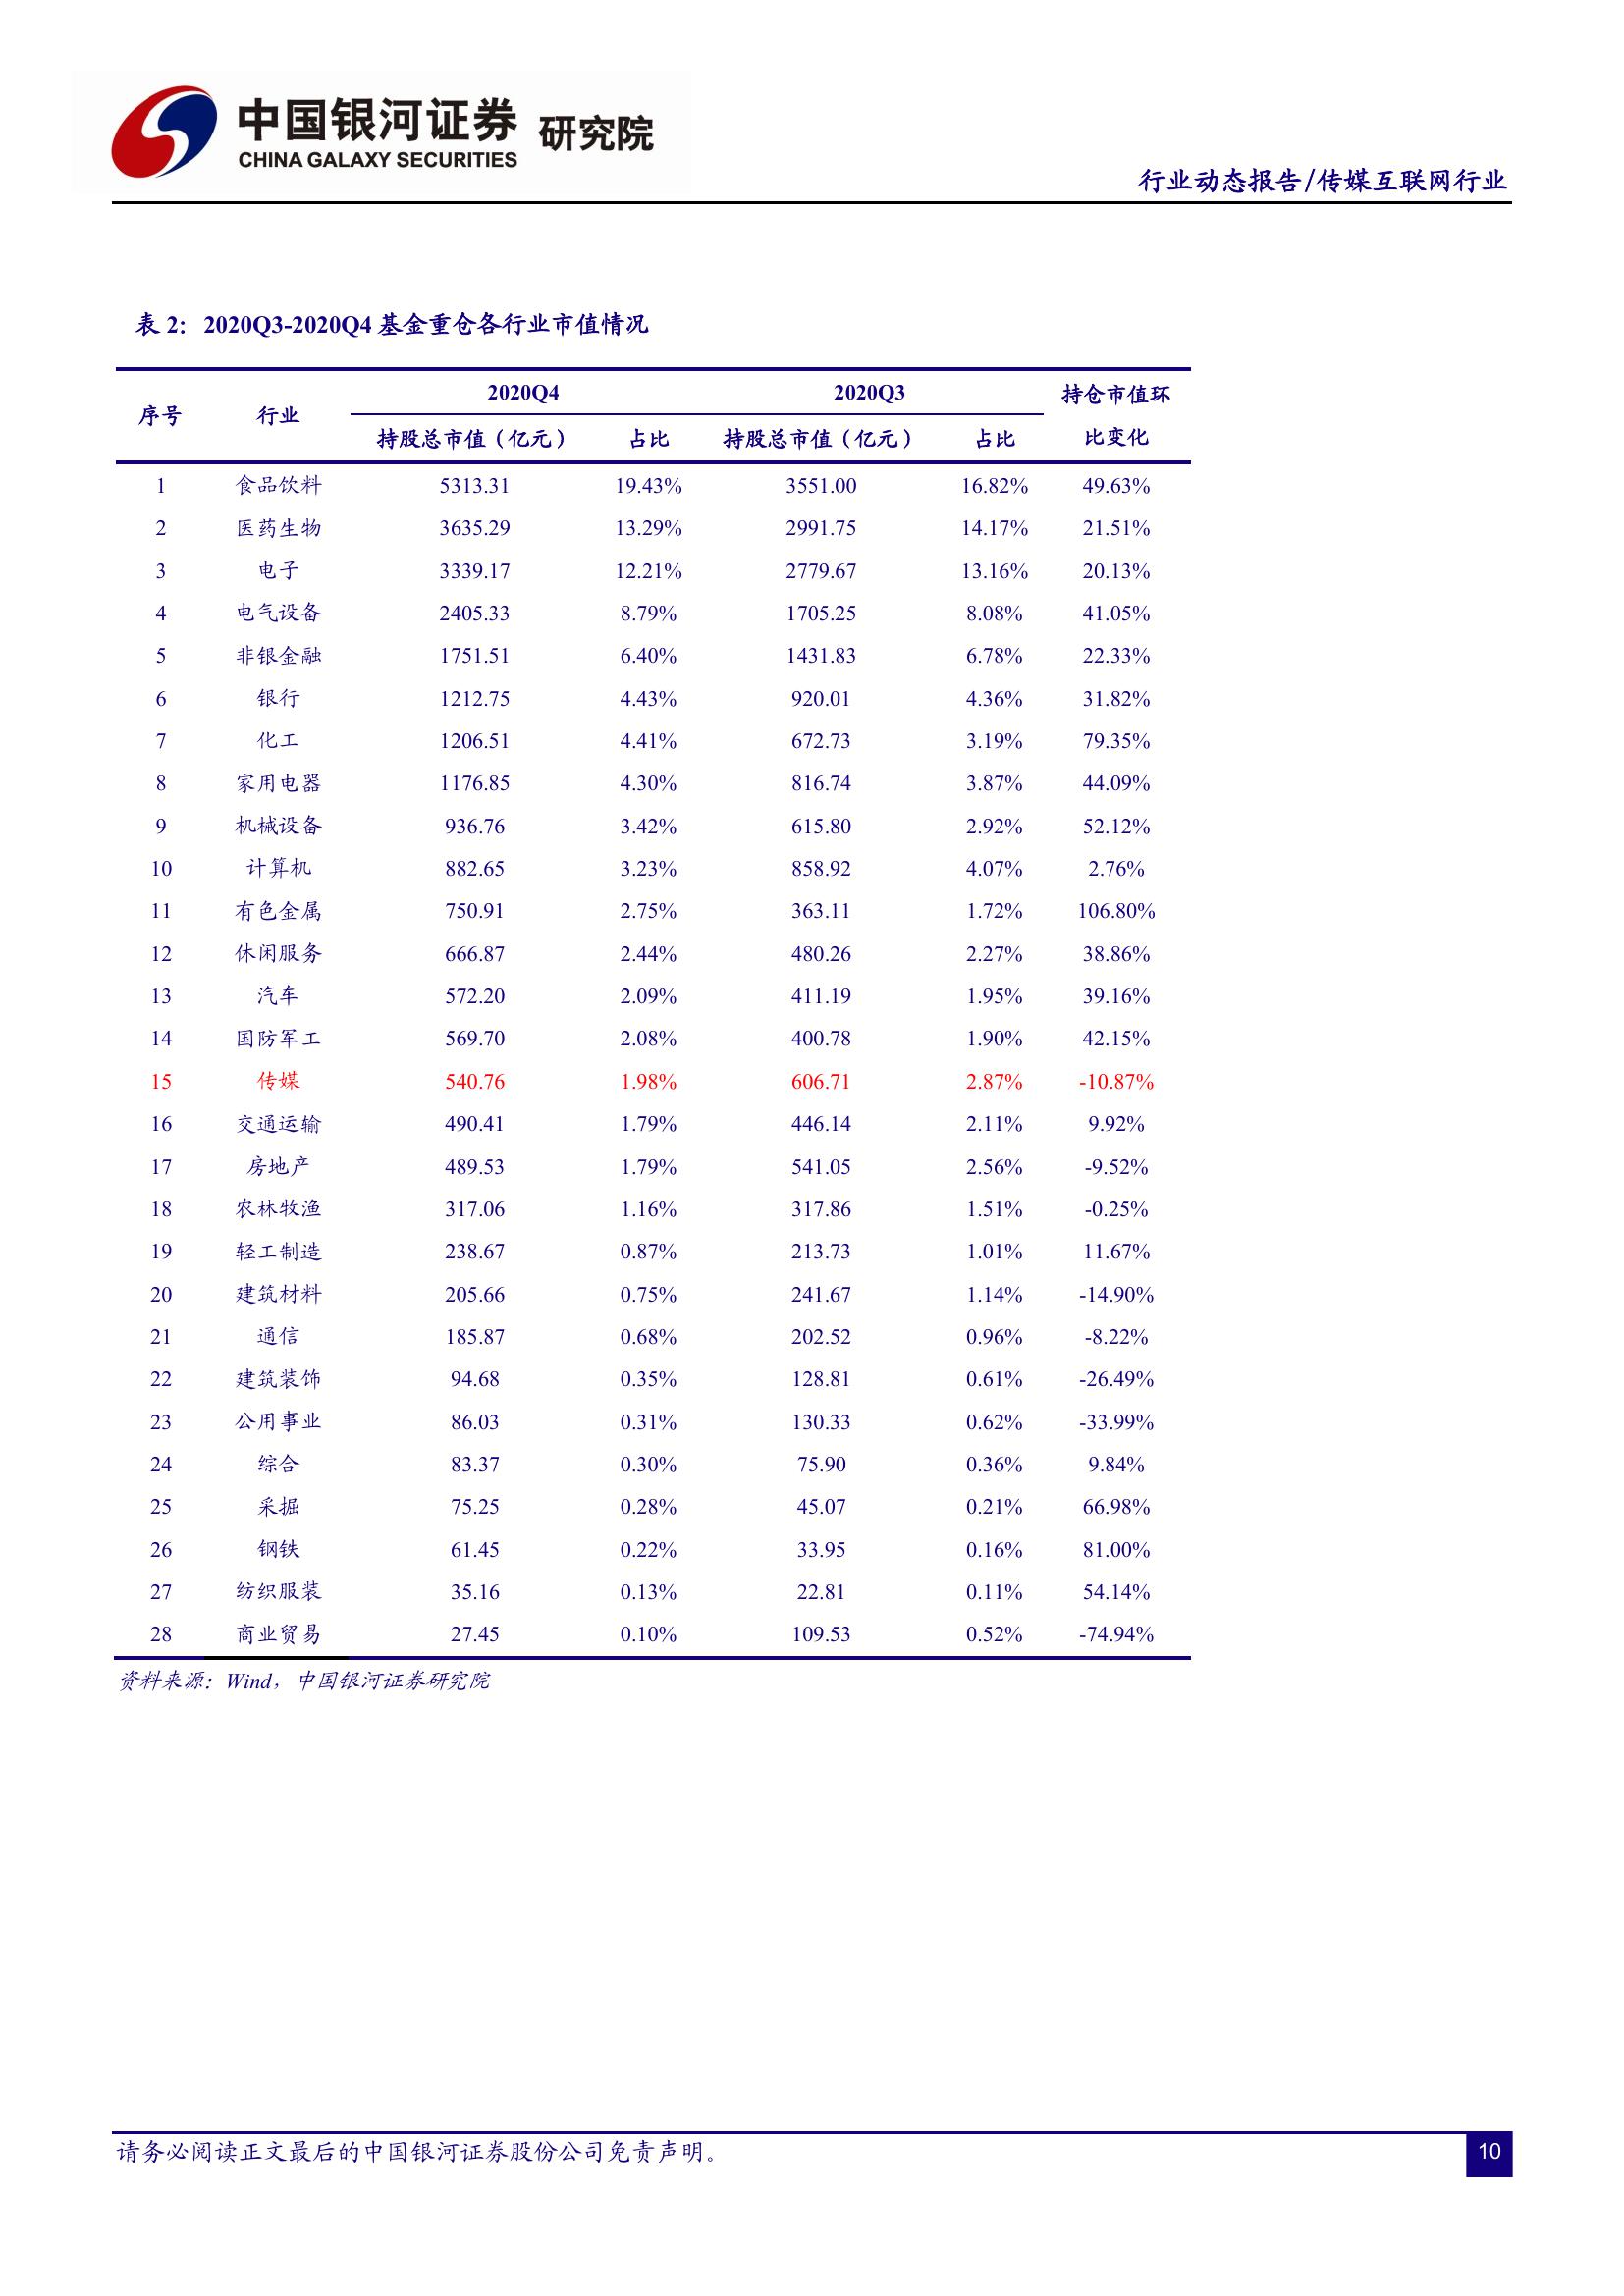 中国银河证券 研究院
CHINA GALAXY SECURITIES
行业动态报告/传媒互联网行业
表 2: 2020Q3-2020Q4 基金重仓各行业市值情况
序号 行业 2020Q4 2020Q3 持仓市值环
持股总市值（亿元） 占比 持股总市值（亿元） 占比 比变化
1 食品饮料 5313.31 19.43% 3551.00 16.82% 49.63%
2 医药生物 3635.29 13.29% 2991.75 14.17% 21.51%
3 电子 3339.17 12.21% 2779.67 13.16% 20.13%
4 电气设备 2405.33 8.79% 1705.25 8.08% 41.05%
5 非银金融 1751.51 6.40% 1431.83 6.78% 22.33%
6 银行 1212.75 4.43% 920.01 4.36% 31.82%
7 化工 1206.51 4.41% 672.73 3.19% 79.35%
8 家用电器 1176.85 4.30% 816.74 3.87% 44.09%
9 机械设备 936.76 3.42% 615.80 2.92% 52.12%
10 计算机 882.65 3.23% 858.92 4.07% 2.76%
11 有色金属 750.91 2.75% 363.11 1.72% 106.80%
12 休闲服务 666.87 2.44% 480.26 2.27% 38.86%
13 汽车 572.20 2.09% 411.19 1.95% 39.16%
14 国防军工 569.70 2.08% 400.78 1.90% 42.15%
15 传媒 540.76 1.98% 606.71 2.87% -10.87%
16 交通运输 490.41 1.79% 446.14 2.11% 9.92%
17 房地产 489.53 1.79% 541.05 2.56% -9.52%
18 农林牧渔 317.06 1.16% 317.86 1.51% -0.25%
19 轻工制造 238.67 0.87% 213.73 1.01% 11.67%
20 建筑材料 205.66 0.75% 241.67 1.14% -14.90%
21 通信 185.87 0.68% 202.52 0.96% -8.22%
22 建筑装饰 94.68 0.35% 128.81 0.61% -26.49%
23 公用事业 86.03 0.31% 130.33 0.62% -33.99%
24 综合 83.37 0.30% 75.90 0.36% 9.84%
25 采掘 75.25 0.28% 45.07 0.21% 66.98%
26 钢铁 61.45 0.22% 33.95 0.16% 81.00%
27 纺织服装 35.16 0.13% 22.81 0.11% 54.14%
28 商业贸易 27.45 0.10% 109.53 0.52% -74.94%
资料来源：Wind，中国银河证券研究院
请务必阅读正文最后的中国银河证券股份公司免责声明。
10